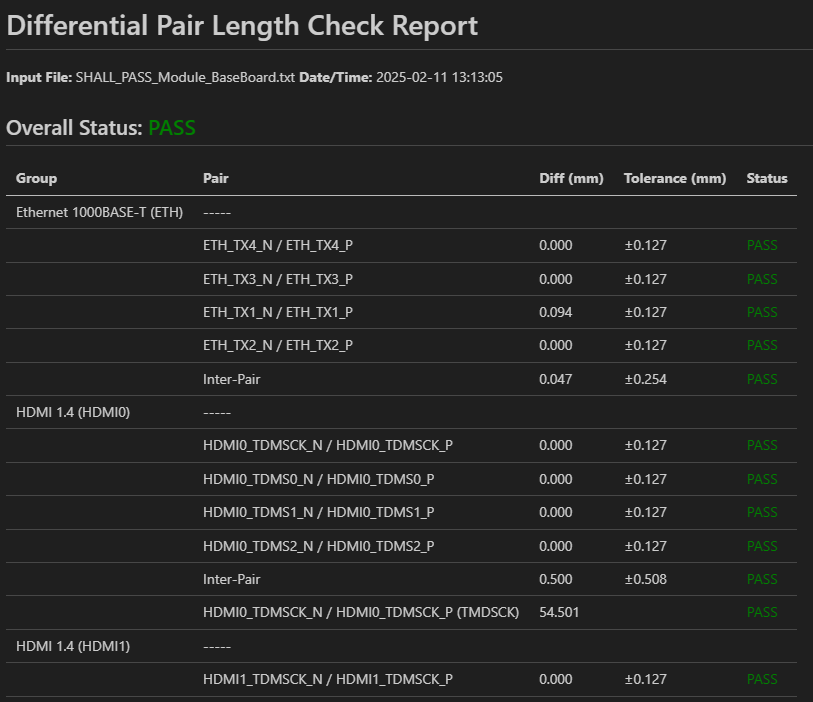 Differential Pair Length Check Report
Input File: SHALL_PASS_Module_BaseBoard.txt Date/Time: 2025-02-11 13:13:05
Overall Status: PASS
Group Pair Diff (mm) Tolerance (mm) Status
Ethernet 1000BASE-T (ETH) -----
ETH_TX4_N / ETH_TX4_P 0.000 ±0.127 PASS
ETH_TX3_N / ETH_TX3_P 0.000 ±0.127 PASS
ETH_TX1_N / ETH_TX1_P 0.094 ±0.127 PASS
ETH_TX2_N / ETH_TX2_P 0.000 ±0.127 PASS
Inter-Pair 0.047 ±0.254 PASS
HDMI 1.4 (HDMI0) -----
HDMI0_TDMSCK_N / HDMI0_TDMSCK_P 0.000 ±0.127 PASS
HDMI0_TDMS0_N / HDMI0_TDMS0_P 0.000 ±0.127 PASS
HDMI0_TDMS1_N / HDMI0_TDMS1_P 0.000 ±0.127 PASS
HDMI0_TDMS2_N / HDMI0_TDMS2_P 0.000 ±0.127 PASS
Inter-Pair 0.500 ±0.508 PASS
HDMI0_TDMSCK_N / HDMI0_TDMSCK_P (TMDSCK) 54.501 PASS
HDMI 1.4 (HDMI1) -----
HDMI1_TDMSCK_N / HDMI1_TDMSCK_P 0.000 ±0.127 PASS